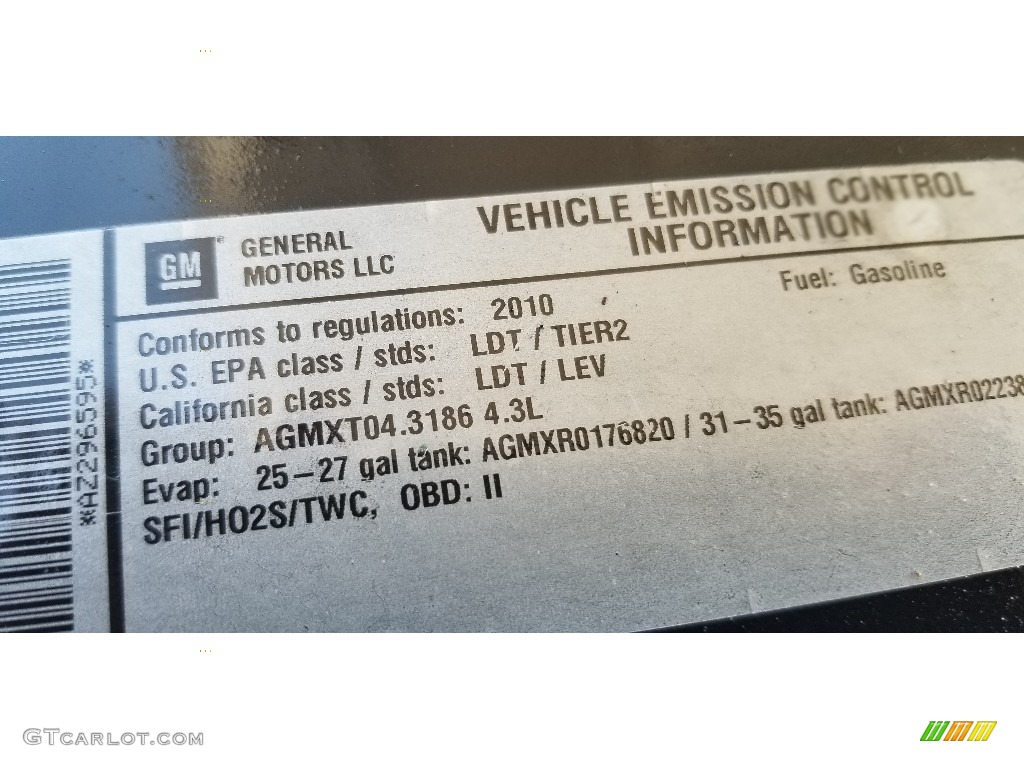 GM
GENERAL
MOTORS LLC
VEHICLE EMISSION CONTROL
INFORMATION
Fuel: Gasoline
Conforms to regulations: 2010
U.S. EPA class / stds: LDT / TIER2
California class / stds: LDT / LEV
Group: AGMXT04.3186 4.3L
Evap: 25–27 gal tank: AGMXR0176820 / 31–35 gal tank: AGMXR02238
SFI/HO2S/TWC, OBD: II
*AZ296595*
GTCARLOT.COM